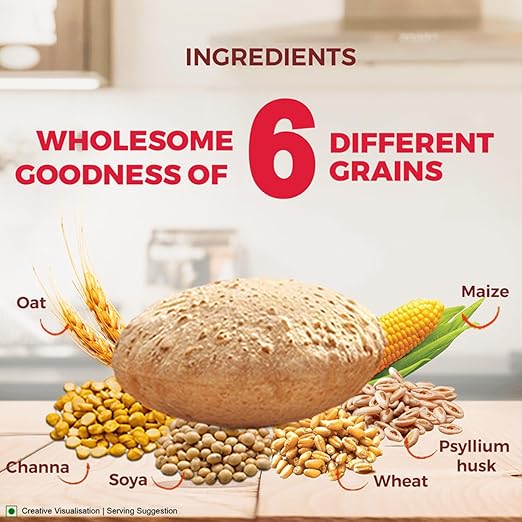 INGREDIENTS
WHOLESOME
GOODNESS OF
6
DIFFERENT
GRAINS
Oat
Maize
Channa
Soya
Wheat
Psyllium
husk
Creative Visualisation | Serving Suggestion